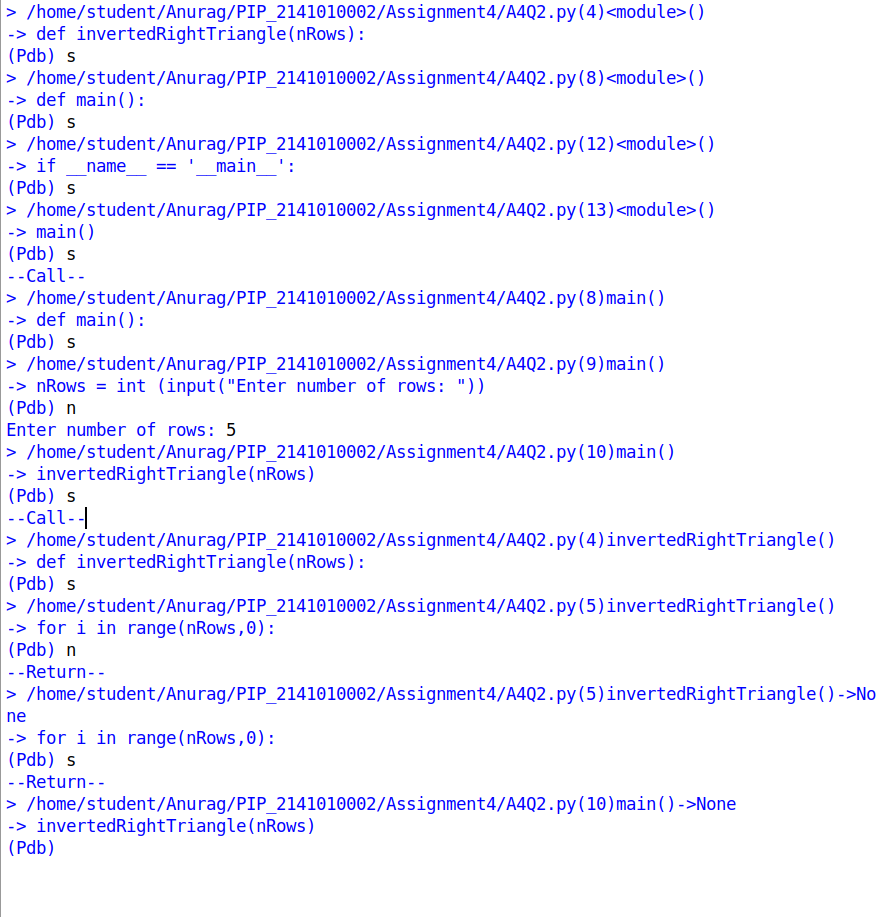 > /home/student/Anurag/PIP_2141010002/Assignment4/A4Q2.py(4)<module>()
-> def invertedRightTriangle(nRows):
(Pdb) s
> /home/student/Anurag/PIP_2141010002/Assignment4/A4Q2.py(8)<module>()
-> def main():
(Pdb) s
> /home/student/Anurag/PIP_2141010002/Assignment4/A4Q2.py(12)<module>()
-> if __name__ == '__main__':
(Pdb) s
> /home/student/Anurag/PIP_2141010002/Assignment4/A4Q2.py(13)<module>()
-> main()
(Pdb) s
--Call--
> /home/student/Anurag/PIP_2141010002/Assignment4/A4Q2.py(8)main()
-> def main():
(Pdb) s
> /home/student/Anurag/PIP_2141010002/Assignment4/A4Q2.py(9)main()
-> nRows = int (input("Enter number of rows: "))
(Pdb) n
Enter number of rows: 5
> /home/student/Anurag/PIP_2141010002/Assignment4/A4Q2.py(10)main()
-> invertedRightTriangle(nRows)
(Pdb) s
--Call--
> /home/student/Anurag/PIP_2141010002/Assignment4/A4Q2.py(4)invertedRightTriangle()
-> def invertedRightTriangle(nRows):
(Pdb) s
> /home/student/Anurag/PIP_2141010002/Assignment4/A4Q2.py(5)invertedRightTriangle()
-> for i in range(nRows,0):
(Pdb) n
--Return--
> /home/student/Anurag/PIP_2141010002/Assignment4/A4Q2.py(5)invertedRightTriangle()->No
ne
-> for i in range(nRows,0):
(Pdb) s
--Return--
> /home/student/Anurag/PIP_2141010002/Assignment4/A4Q2.py(10)main()->None
-> invertedRightTriangle(nRows)
(Pdb)